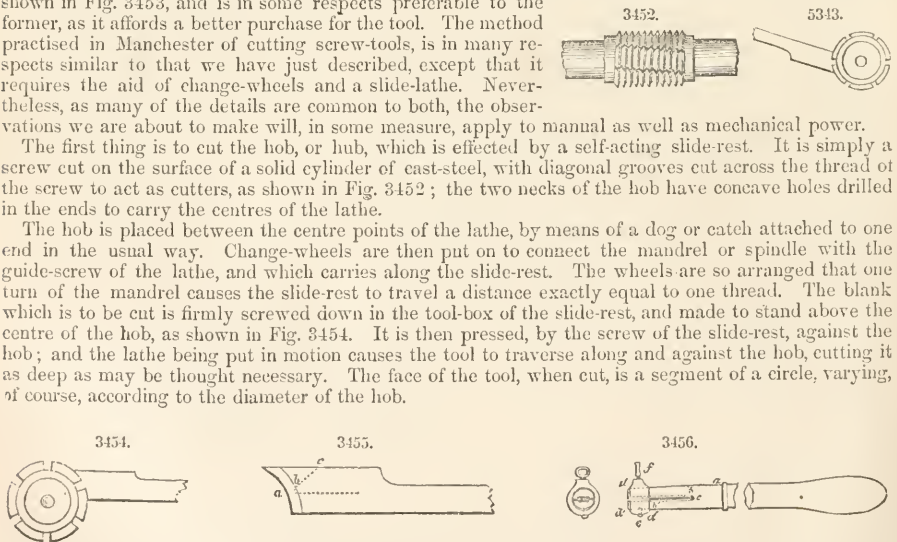 shown in Fig. 3453, and is in some respects preferable to the
former, as it affords a better purchase for the tool. The method
practised in Manchester of cutting screw-tools, is in many re-
spects similar to that we have just described, except that it
requires the aid of change-wheels and a slide-lathe. Never-
theless, as many of the details are common to both, the obser-
3452.
5343.
vations we are about to make will, in some measure, apply to manual as well as mechanical power.
The first thing is to cut the hob, or hub, which is effected by a self-acting slide-rest. It is simply a
screw cut on the surface of a solid cylinder of cast-steel, with diagonal grooves cut across the thread of
the screw to act as cutters, as shown in Fig. 3452; the two necks of the hob have concave holes drilled
in the ends to carry the centres of the lathe.
The hob is placed between the centre points of the lathe, by means of a dog or catch attached to one
end in the usual way. Change-wheels are then put on to connect the mandrel or spindle with the
guide-screw of the lathe, and which carries along the slide-rest. The wheels are so arranged that one
turn of the mandrel causes the slide-rest to travel a distance exactly equal to one thread. The blank
which is to be cut is firmly screwed down in the tool-box of the slide-rest, and made to stand above the
centre of the hob, as shown in Fig. 3454. It is then pressed, by the screw of the slide-rest, against the
hob; and the lathe being put in motion causes the tool to traverse along and against the hob, cutting it
as deep as may be thought necessary. The face of the tool, when cut, is a segment of a circle, varying,
of course, according to the diameter of the hob.
3454.
3455.
3456.
c
b
a
f
d
a
s
e
b
d
d
c